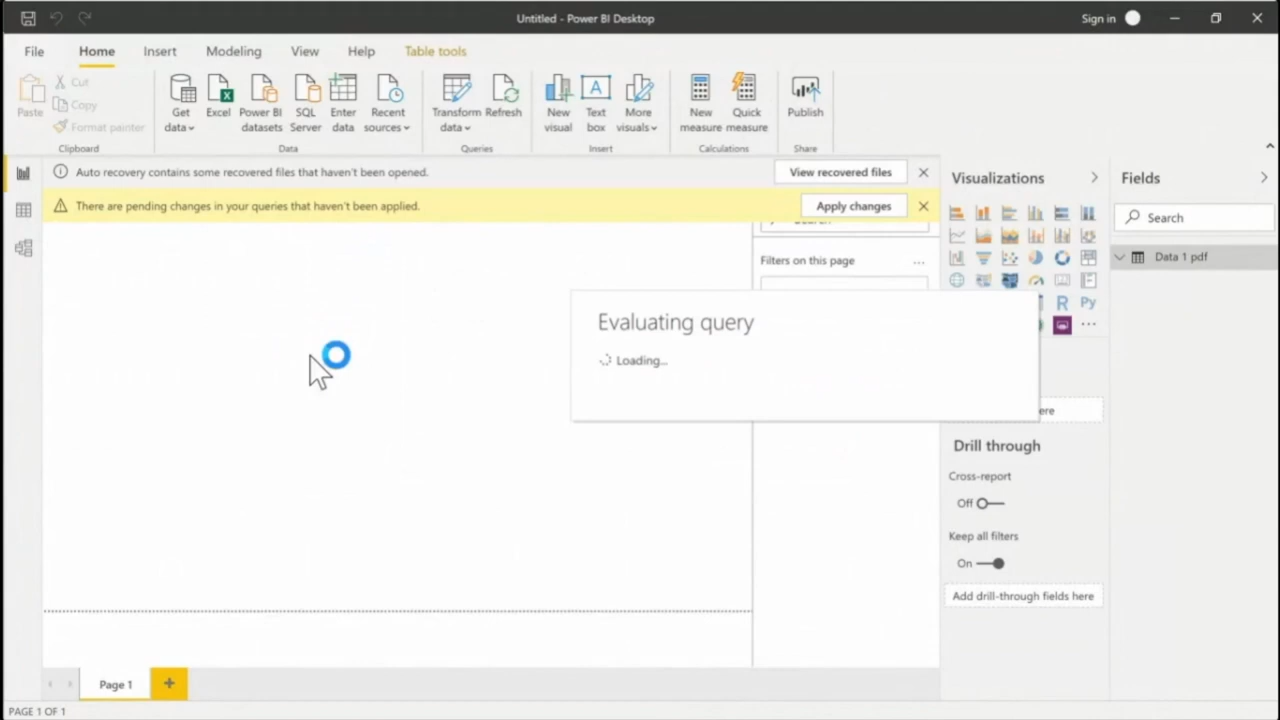 Untitled - Power BI Desktop
Sign in
File Home Insert Modeling View Help Table tools
Paste
Cut
Copy
Format painter
Clipboard
Get data
Excel
Power BI datasets
SQL Server
Enter data
Recent sources
Data
Transform data
Refresh
Queries
New visual
Text box
More visuals
Insert
New measure
Quick measure
Calculations
Publish
Share
Auto recovery contains some recovered files that haven't been opened.
View recovered files
There are pending changes in your queries that haven't been applied.
Apply changes
Filters on this page
...
Evaluating query
Loading...
Visualizations
R
Py
...
ere
Drill through
Cross-report
Off
Keep all filters
On
Add drill-through fields here
Fields
Search
Data 1 pdf
Page 1
+
PAGE 1 OF 1